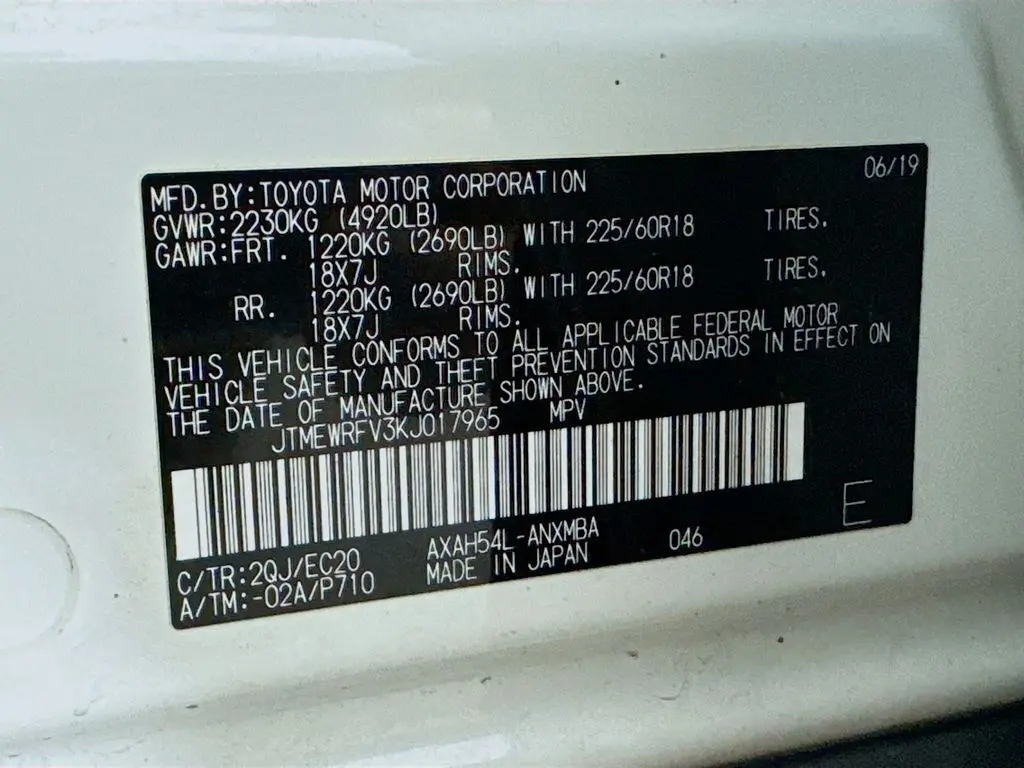 06/19
MFD.BY:TOYOTA MOTOR CORPORATION
GVWR:2230KG (4920LB)
GAWR:FRT. 1220KG (2690LB) WITH 225/60R18 TIRES.
18X7J RIMS.
RR. 1220KG (2690LB) WITH 225/60R18 TIRES.
18X7J RIMS.
THIS VEHICLE CONFORMS TO ALL APPLICABLE FEDERAL MOTOR
VEHICLE SAFETY AND THEFT PREVENTION STANDARDS IN EFFECT ON
THE DATE OF MANUFACTURE SHOWN ABOVE.
JTMEWRFV3KJ017965 MPV
E
C/TR:2QJ/EC20 AXAH54L-ANXMBA 046
A/TM:-02A/P710 MADE IN JAPAN